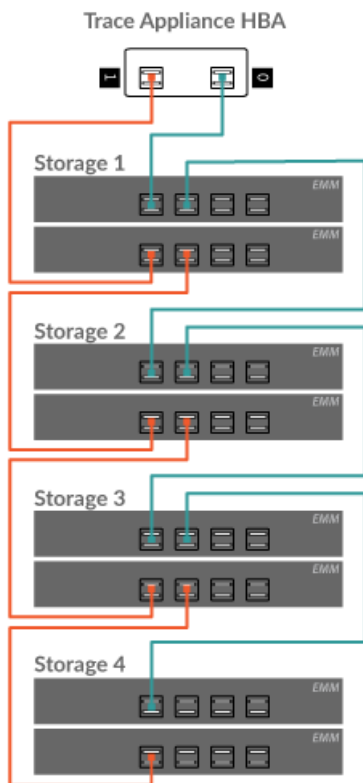 Trace Appliance HBA
1 0
Storage 1
EMM
EMM
Storage 2
EMM
EMM
Storage 3
EMM
EMM
Storage 4
EMM
EMM